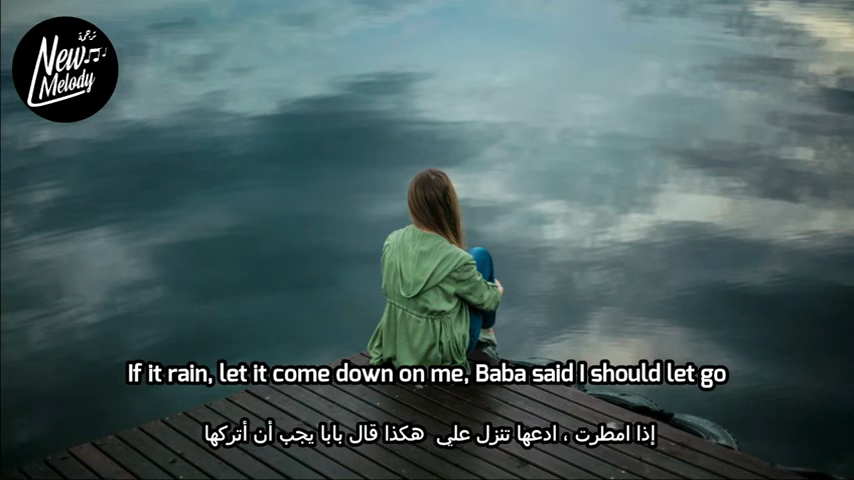 ترجمة
New
Melody
If it rain, let it come down on me, Baba said I should let go
إذا امطرت ، ادعها تنزل علي هكذا قال بابا يجب أن أتركها